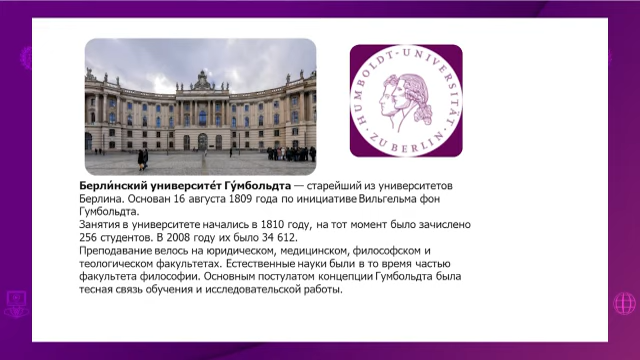 HUMBOLDT-UNIVERSITÄT
ZU BERLIN
Берли́нский университе́т Гу́мбольдта — старейший из университетов
Берлина. Основан 16 августа 1809 года по инициативе Вильгельма фон
Гумбольдта.
Занятия в университете начались в 1810 году, на тот момент было зачислено
256 студентов. В 2008 году их было 34 612.
Преподавание велось на юридическом, медицинском, философском и
теологическом факультетах. Естественные науки были в то время частью
факультета философии. Основным постулатом концепции Гумбольдта была
тесная связь обучения и исследовательской работы.